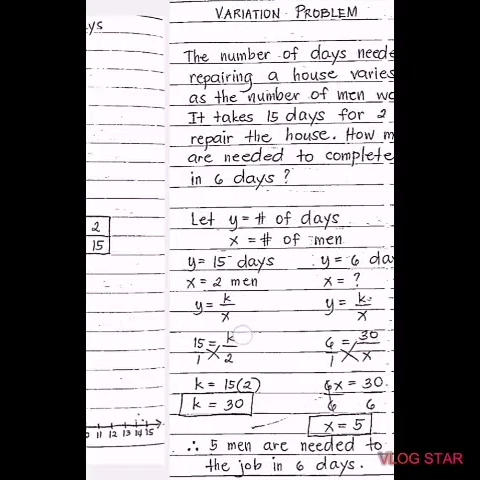 VARIATION PROBLEM
ys
The number of days neede
repairing a house varies
as the number of men wo
It takes 15 days for 2
repair the house. How m
are needed to complete
in 6 days?
2
15
Let y = # of days
x = # of men
y = 15 days y = 6 da
x = 2 men x = ?
y = k/x y = k/x
15/1 = k/2 6/1 = 30/x
k = 15(2) 6x = 30
6 6
k = 30 x = 5
11 12 13 14 15
∴ 5 men are needed to
the job in 6 days.
VLOG STAR